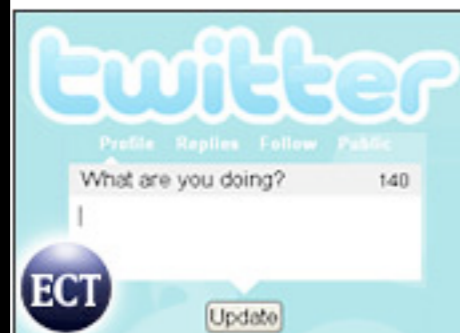 twitter
Profile Replies Follow Public
What are you doing? 140
ECT
Update